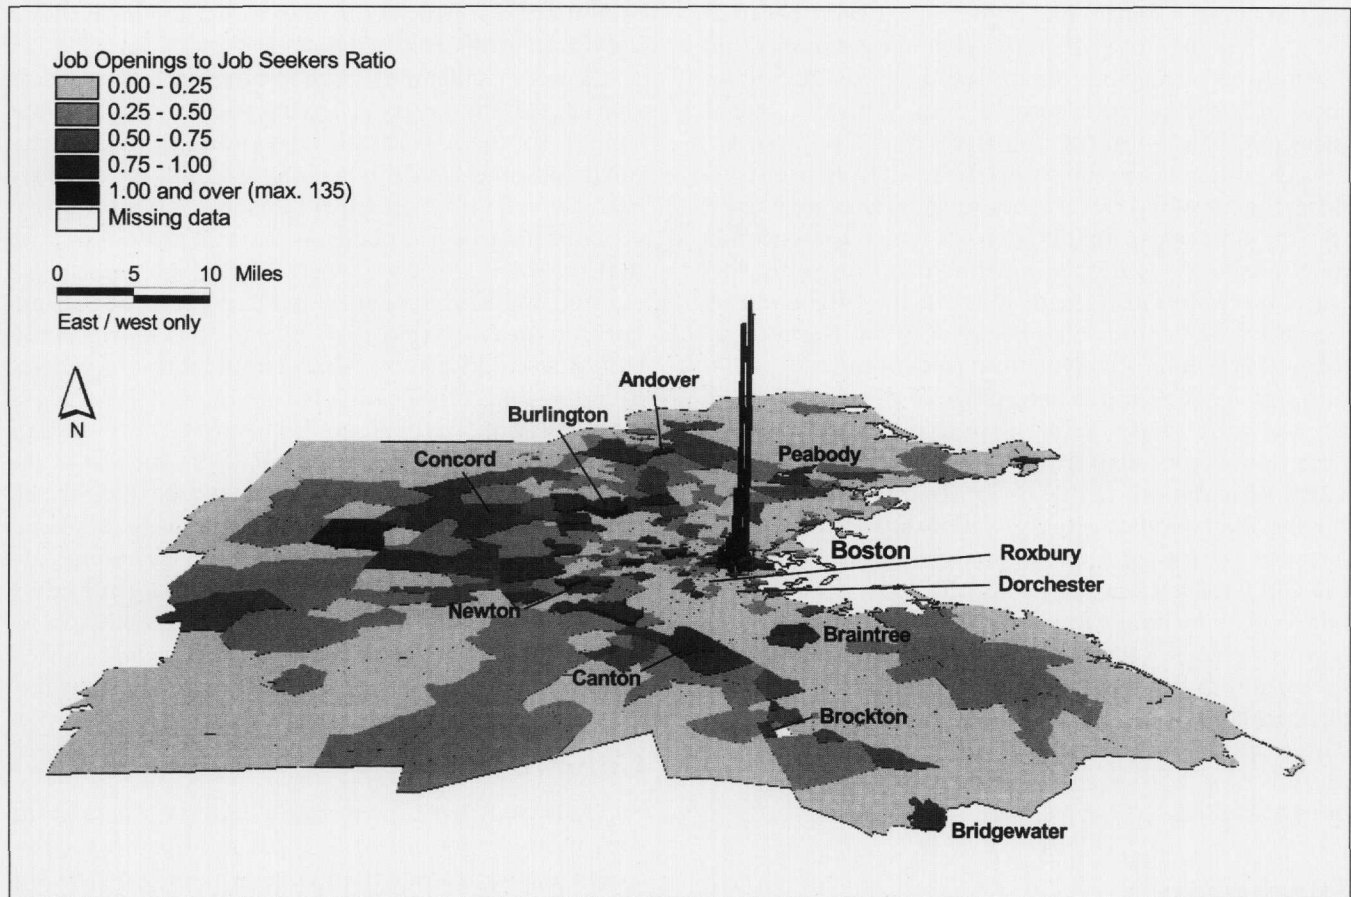 Job Openings to Job Seekers Ratio
0.00 - 0.25
0.25 - 0.50
0.50 - 0.75
0.75 - 1.00
1.00 and over (max. 135)
Missing data
0 5 10 Miles
East / west only
N
Andover
Burlington
Concord
Peabody
Boston
Roxbury
Dorchester
Newton
Braintree
Canton
Brockton
Bridgewater